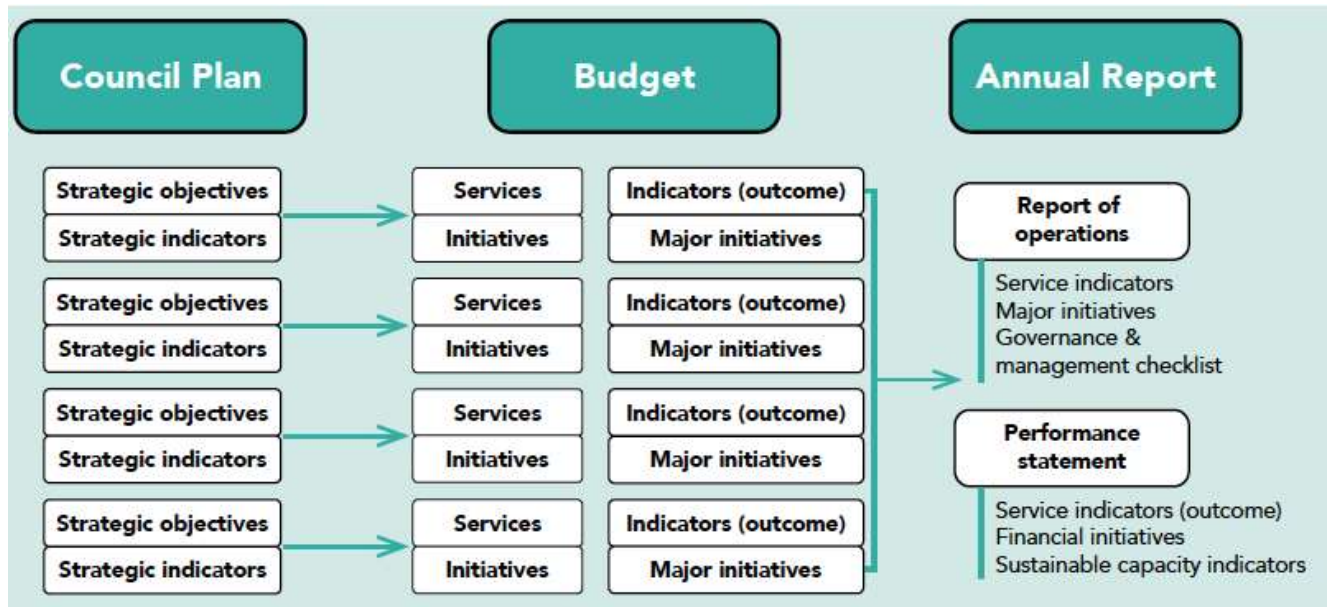 Council Plan
Budget
Annual Report
Strategic objectives
Strategic indicators
Services
Initiatives
Indicators (outcome)
Major initiatives
Strategic objectives
Strategic indicators
Services
Initiatives
Indicators (outcome)
Major initiatives
Strategic objectives
Strategic indicators
Services
Initiatives
Indicators (outcome)
Major initiatives
Strategic objectives
Strategic indicators
Services
Initiatives
Indicators (outcome)
Major initiatives
Report of
operations
Service indicators
Major initiatives
Governance &
management checklist
Performance
statement
Service indicators (outcome)
Financial initiatives
Sustainable capacity indicators